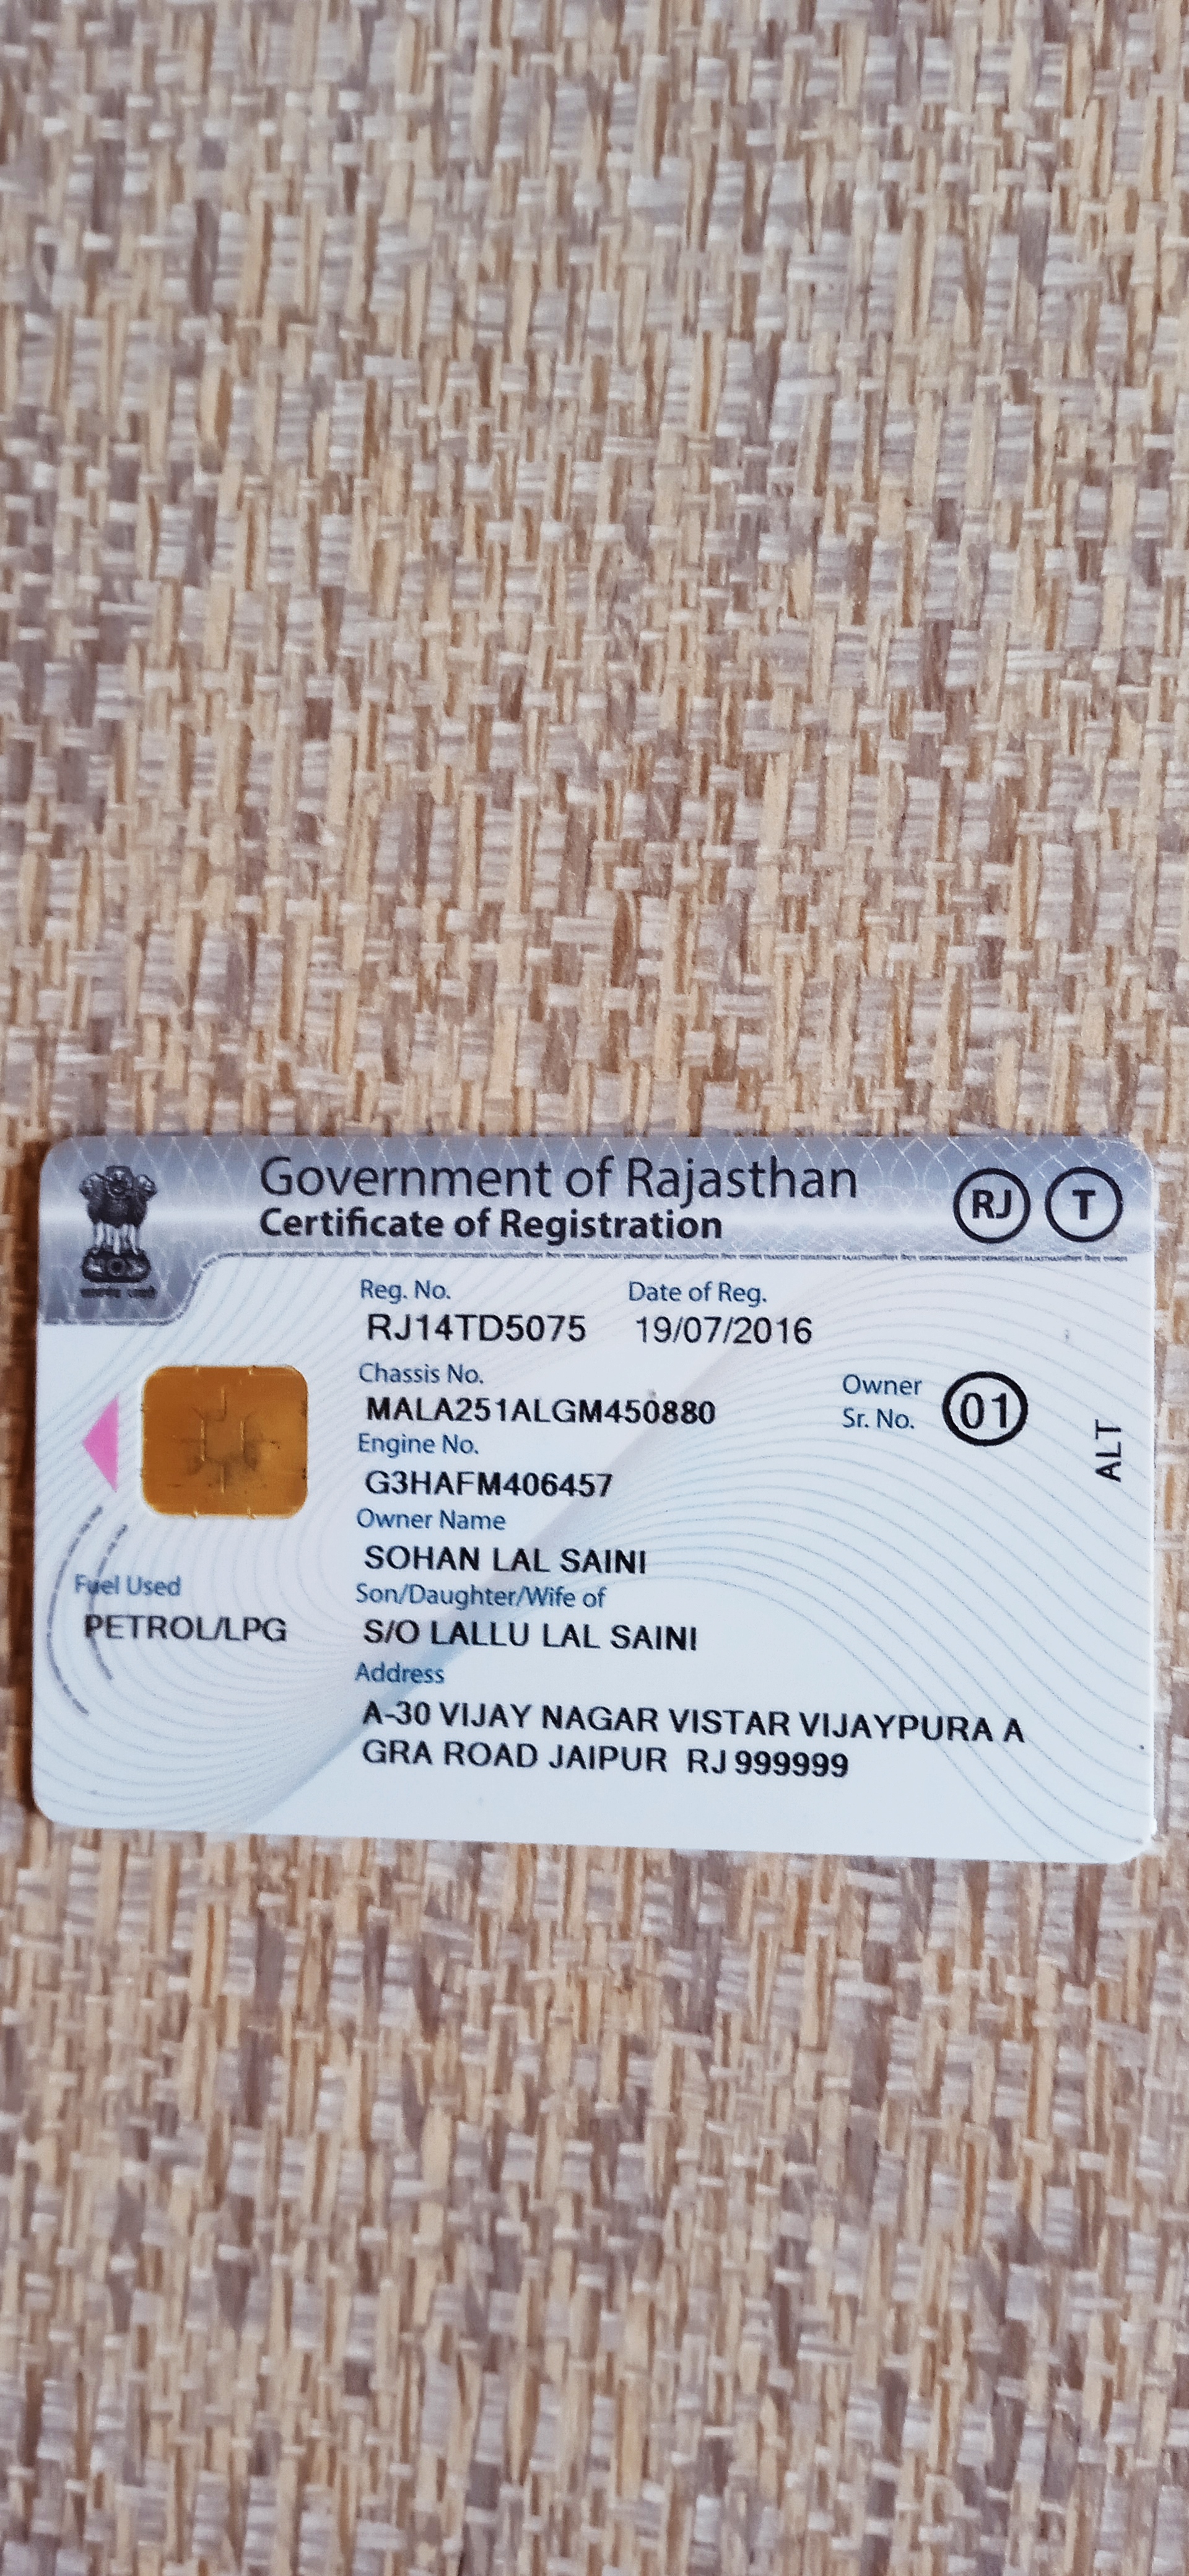 Government of Rajasthan
Certificate of Registration
RJ T
Reg. No. Date of Reg.
RJ14TD5075 19/07/2016
Chassis No.
MALA251ALGM450880
Owner
Sr. No. 01
ALT
Engine No.
G3HAFM406457
Owner Name
SOHAN LAL SAINI
Fuel Used
PETROL/LPG
Son/Daughter/Wife of
S/O LALLU LAL SAINI
Address
A-30 VIJAY NAGAR VISTAR VIJAYPURA A
GRA ROAD JAIPUR RJ 999999